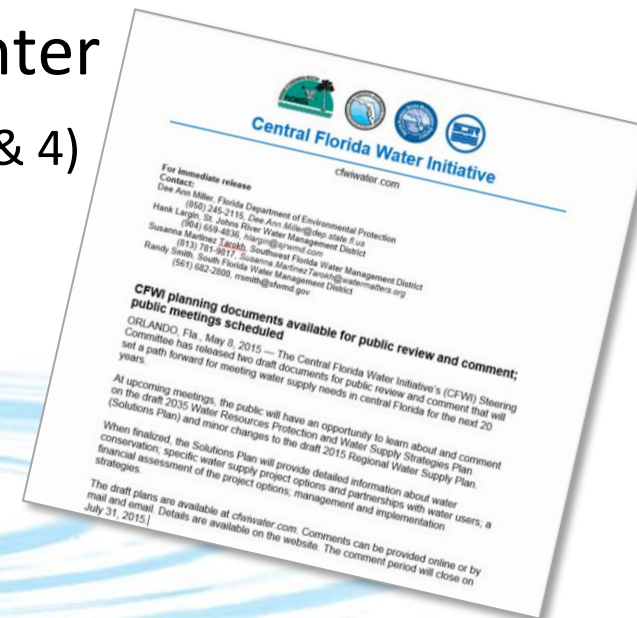 nter
& 4)
Central Florida Water Initiative
cfwiwater.com
For immediate release
Contact:
Dee Ann Miller, Florida Department of Environmental Protection
(850) 245-2115, Dee.Ann.Miller@dep.state.fl.us
Hank Largin, St. Johns River Water Management District
(904) 659-4836, hlargin@sjrwmd.com
Susanna Martinez Tarokh, Southwest Florida Water Management District
(813) 781-9817, Susanna.MartinezTarokh@watermatters.org
Randy Smith, South Florida Water Management District
(561) 682-2800, rrsmith@sfwmd.gov
CFWI planning documents available for public review and comment;
public meetings scheduled
ORLANDO, Fla., May 8, 2015 — The Central Florida Water Initiative's (CFWI) Steering
Committee has released two draft documents for public review and comment that will
set a path forward for meeting water supply needs in central Florida for the next 20
years.
At upcoming meetings, the public will have an opportunity to learn about and comment
on the draft 2035 Water Resources Protection and Water Supply Strategies Plan
(Solutions Plan) and minor changes to the draft 2015 Regional Water Supply Plan.
When finalized, the Solutions Plan will provide detailed information about water
conservation; specific water supply project options and partnerships with water users; a
financial assessment of the project options; management and implementation
strategies.
The draft plans are available at cfwiwater.com. Comments can be provided online or by
mail and email. Details are available on the website. The comment period will close on
July 31, 2015.